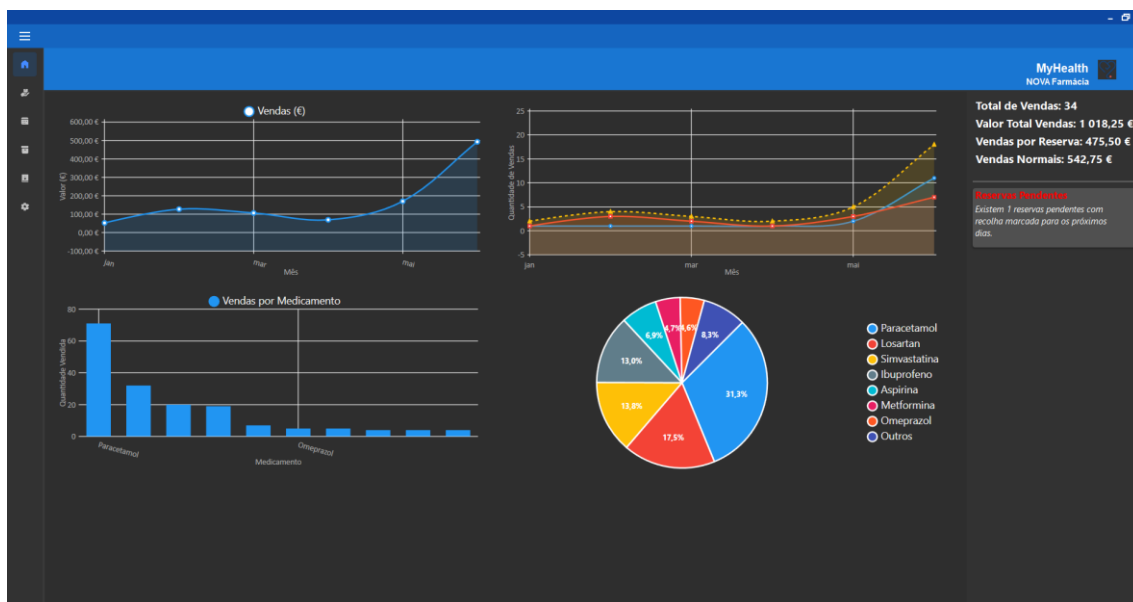 MyHealth
NOVA Farmácia
Vendas (€)
600,00 €
500,00 €
400,00 €
300,00 €
200,00 €
100,00 €
0,00 €
-100,00 €
Valor (€)
jan
mar
mai
Mês
25
20
15
10
5
0
-5
Quantidade de Vendas
jan
mar
mai
Mês
Total de Vendas: 34
Valor Total Vendas: 1 018,25 €
Vendas por Reserva: 475,50 €
Vendas Normais: 542,75 €
Reservas Pendentes
Existem 1 reservas pendentes com
recolha marcada para os próximos
dias.
Vendas por Medicamento
80
60
40
20
0
Quantidade Vendida
Paracetamol
Omeprazol
Medicamento
31,3%
17,5%
13,8%
13,0%
6,9%
4,7%
4,6%
8,3%
Paracetamol
Losartan
Simvastatina
Ibuprofeno
Aspirina
Metformina
Omeprazol
Outros